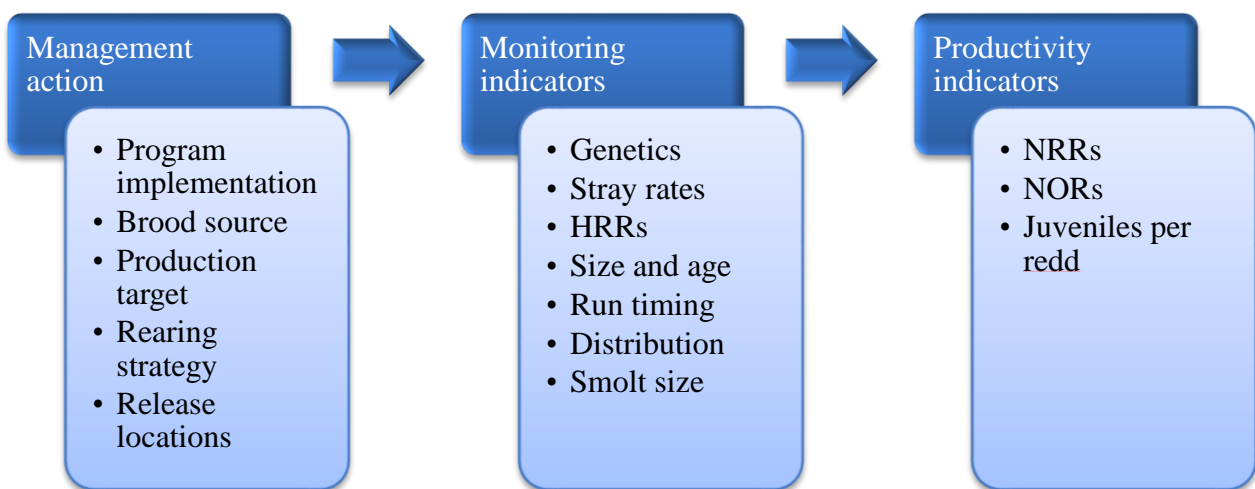 Management
action
• Program
implementation
• Brood source
• Production
target
• Rearing
strategy
• Release
locations
Monitoring
indicators
• Genetics
• Stray rates
• HRRs
• Size and age
• Run timing
• Distribution
• Smolt size
Productivity
indicators
• NRRs
• NORs
• Juveniles per
redd